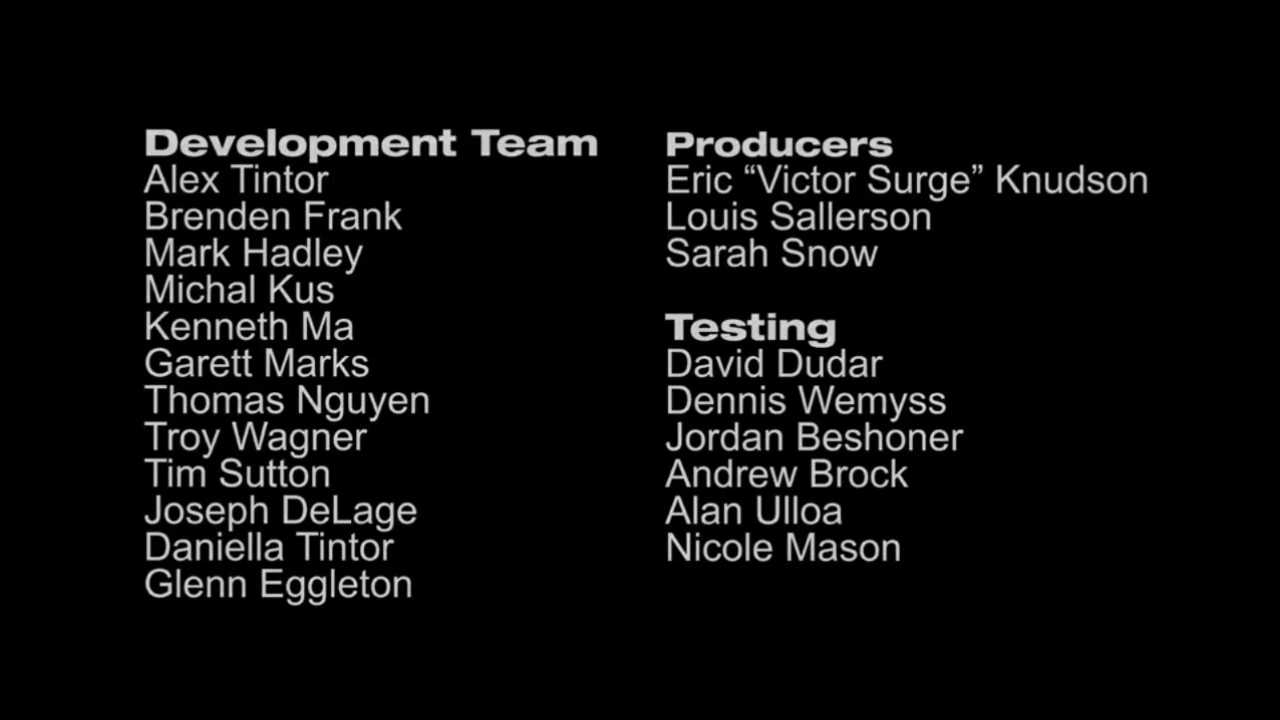 Development Team
Alex Tintor
Brenden Frank
Mark Hadley
Michal Kus
Kenneth Ma
Garett Marks
Thomas Nguyen
Troy Wagner
Tim Sutton
Joseph DeLage
Daniella Tintor
Glenn Eggleton
Producers
Eric “Victor Surge” Knudson
Louis Sallerson
Sarah Snow
Testing
David Dudar
Dennis Wemyss
Jordan Beshoner
Andrew Brock
Alan Ulloa
Nicole Mason